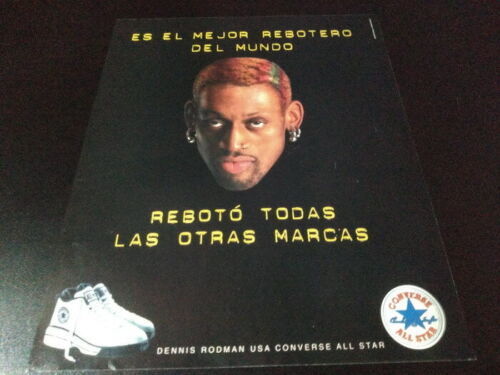 ES EL MEJOR REBOTERO
DEL MUNDO
REBOTÓ TODAS
LAS OTRAS MARCAS
CONVERSE
ALL STAR
DENNIS RODMAN USA CONVERSE ALL STAR